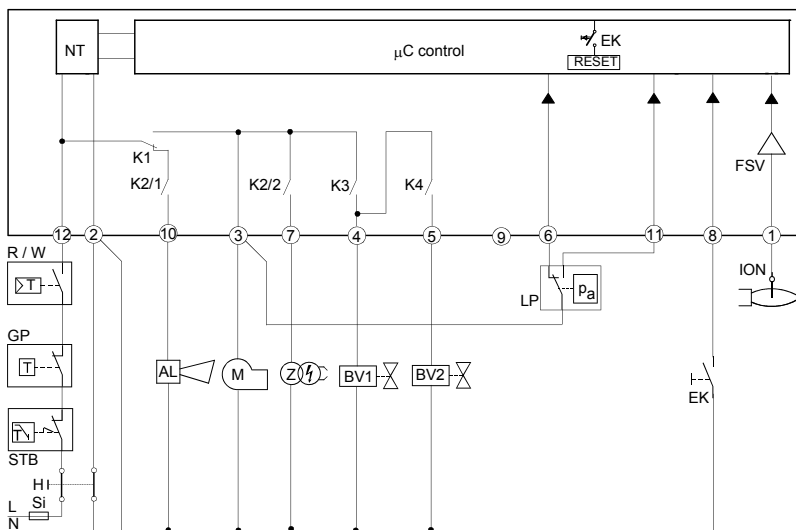 NT
µC control
EK
RESET
K1
K2/1
K2/2
K3
K4
FSV
12
2
10
3
7
4
5
9
6
11
8
1
R / W
T
LP
pa
ION
GP
T
AL
M
Z
BV1
BV2
EK
T
STB
H
L
Si
N